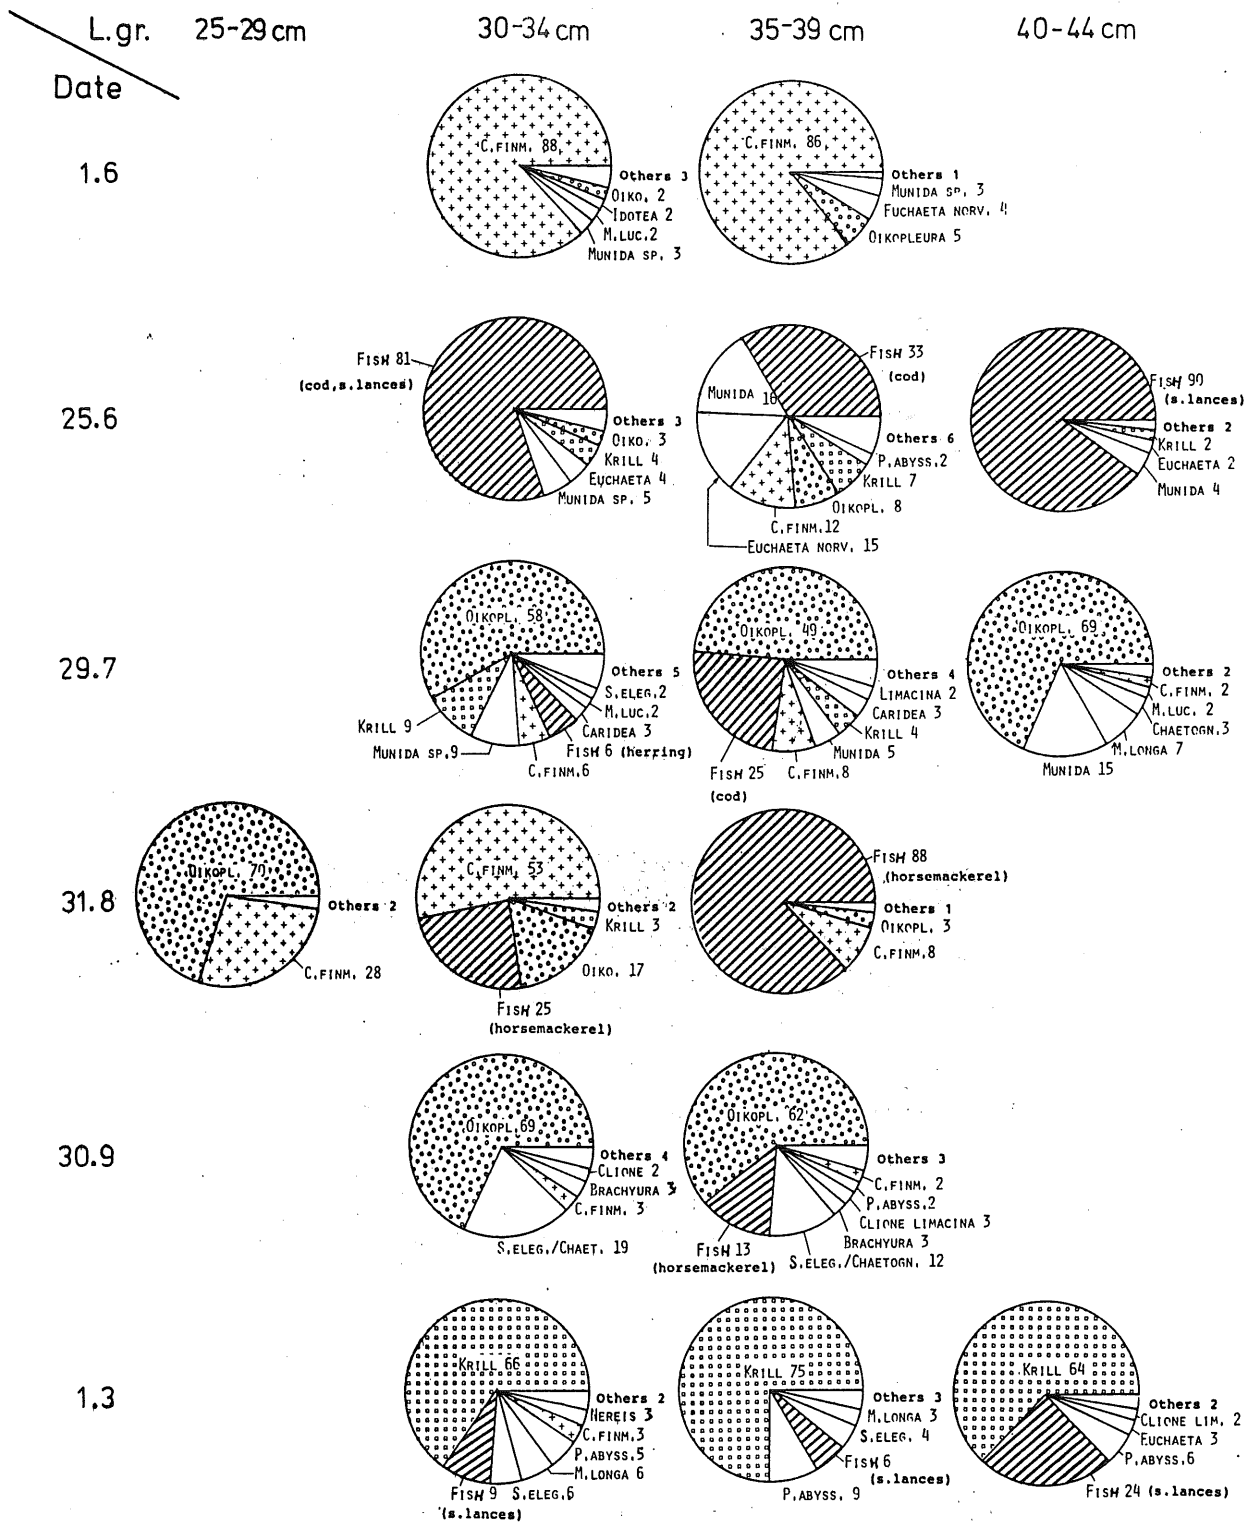 L.gr. 25-29 cm 30-34 cm 35-39 cm 40-44 cm
Date
1.6
C.FINM. 88
Others 3
OIKO. 2
IDOTEA 2
M.LUC.2
MUNIDA SP. 3
C.FINM. 86
Others 1
MUNIDA SP. 3
EUCHAETA NORV. 4
OIKOPLEURA 5
25.6
FISH 81
(cod,s.lances)
Others 3
OIKO. 3
KRILL 4
EUCHAETA 4
MUNIDA SP. 5
FISH 33
(cod)
MUNIDA 16
Others 6
P.ABYSS.2
KRILL 7
OIKOPL. 8
C.FINM.12
EUCHAETA NORV. 15
FISH 90
(s.lances)
Others 2
KRILL 2
EUCHAETA 2
MUNIDA 4
29.7
OIKOPL. 58
Others 5
S.ELEG.2
M.LUC.2
CARIDEA 3
FISH 6 (herring)
C.FINM.6
MUNIDA SP.9
KRILL 9
OIKOPL. 49
Others 4
LIMACINA 2
CARIDEA 3
KRILL 4
MUNIDA 5
C.FINM.8
FISH 25
(cod)
OIKOPL. 69
Others 2
C.FINM. 2
M.LUC. 2
CHAETOGN.3
M.LONGA 7
MUNIDA 15
31.8
OIKOPL. 70
Others 2
C.FINM. 28
C.FINM. 53
Others 2
KRILL 3
OIKO. 17
FISH 25
(horsemackerel)
FISH 88
(horsemackerel)
Others 1
OIKOPL. 3
C.FINM.8
30.9
OIKOPL.69
Others 4
CLIONE 2
BRACHYURA 3
C.FINM. 3
S.ELEG./CHAET. 19
OIKOPL. 62
Others 3
C.FINM. 2
P.ABYSS.2
CLIONE LIMACINA 3
BRACHYURA 3
S.ELEG./CHAETOGN. 12
FISH 13
(horsemackerel)
1.3
KRILL 66
Others 2
NEREIS 3
C.FINM.3
P.ABYSS.5
M.LONGA 6
S.ELEG.6
FISH 9
(s.lances)
KRILL 75
Others 3
M.LONGA 3
S.ELEG. 4
FISH 6
(s.lances)
P.ABYSS. 9
KRILL 64
Others 2
CLIONE LIM. 2
EUCHAETA 3
P.ABYSS.6
FISH 24 (s.lances)